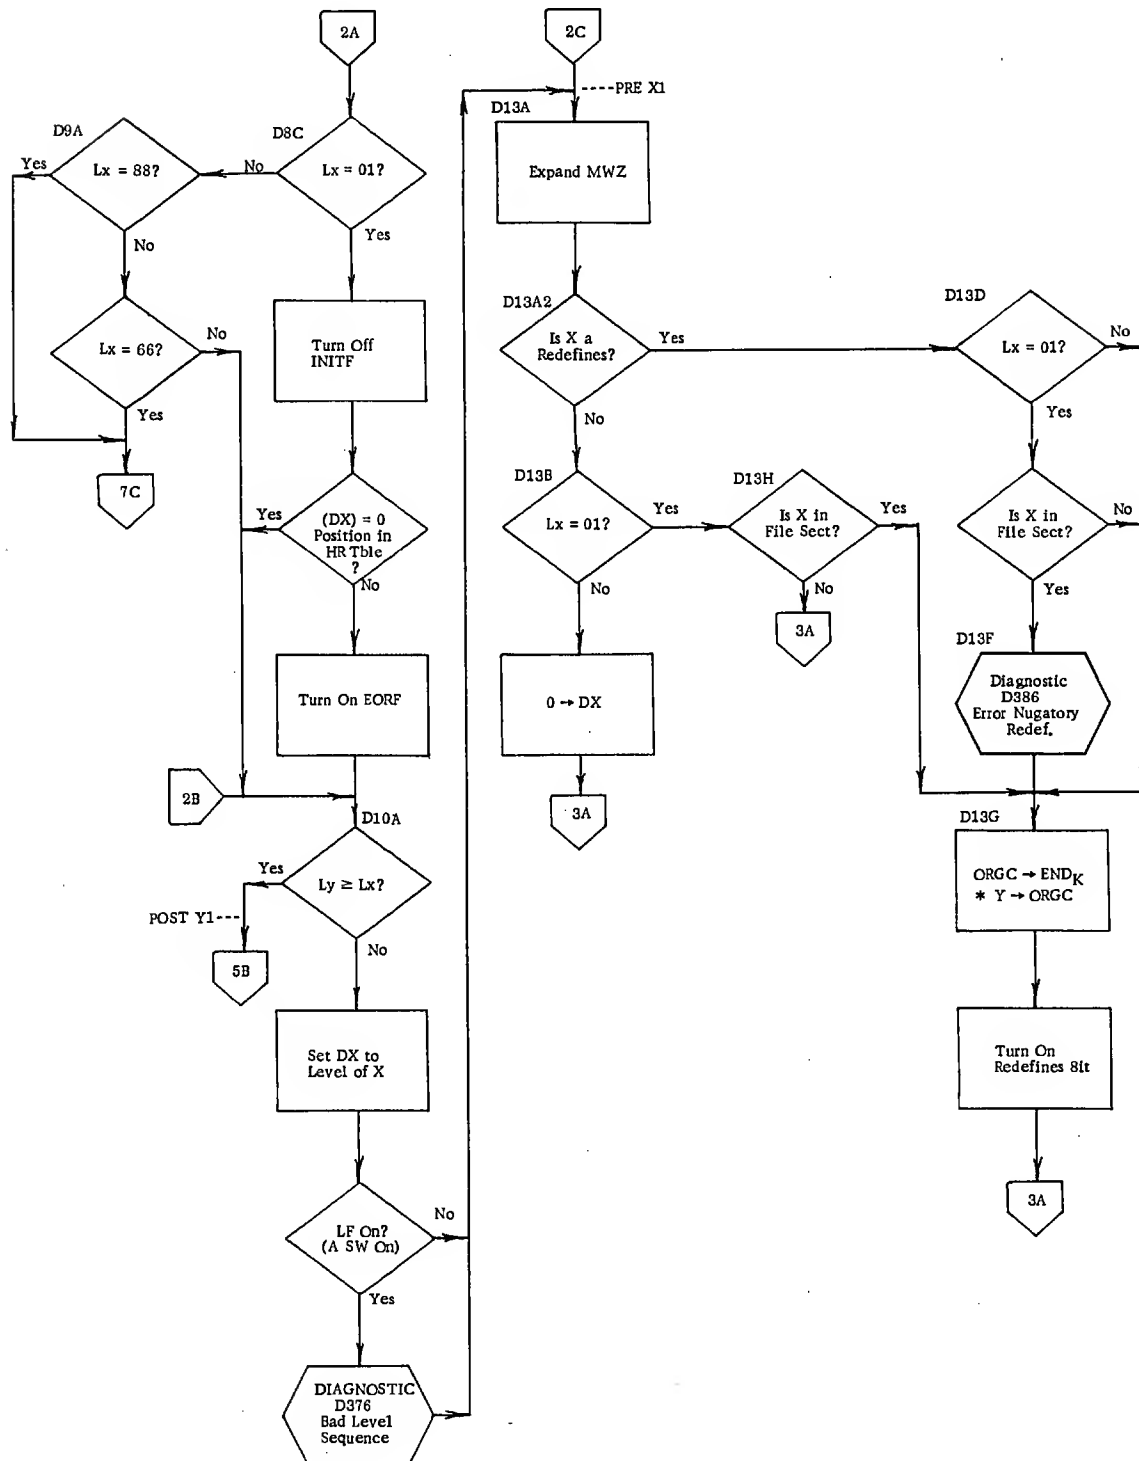 2A
D8C
Lx = 01?
No
Yes
D9A
Lx = 88?
Yes
No
Lx = 66?
No
Yes
7C
Turn Off
INITF
(DX) = 0
Position in
HR Tble
?
Yes
No
Turn On EORF
2B
D10A
Ly ≥ Lx?
Yes
POST Y1---
5B
No
Set DX to
Level of X
LF On?
(A SW On)
No
Yes
DIAGNOSTIC
D376
Bad Level
Sequence
2C
----PRE X1
D13A
Expand MWZ
D13A2
Is X a
Redefines?
Yes
No
D13B
Lx = 01?
Yes
No
0 → DX
3A
D13H
Is X in
File Sect?
Yes
No
3A
D13D
Lx = 01?
No
Yes
Is X in
File Sect?
No
Yes
D13F
Diagnostic
D386
Error Nugatory
Redef.
D13G
ORGC → ENDK
* Y → ORGC
Turn On
Redefines 8it
3A